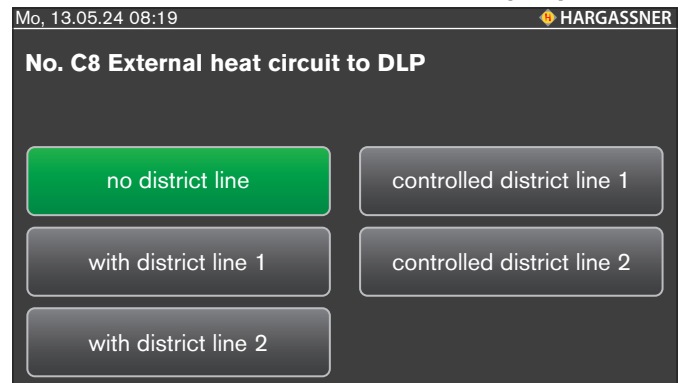 Mo, 13.05.24 08:19 HARGASSNER
No. C8 External heat circuit to DLP
no district line controlled district line 1
with district line 1 controlled district line 2
with district line 2